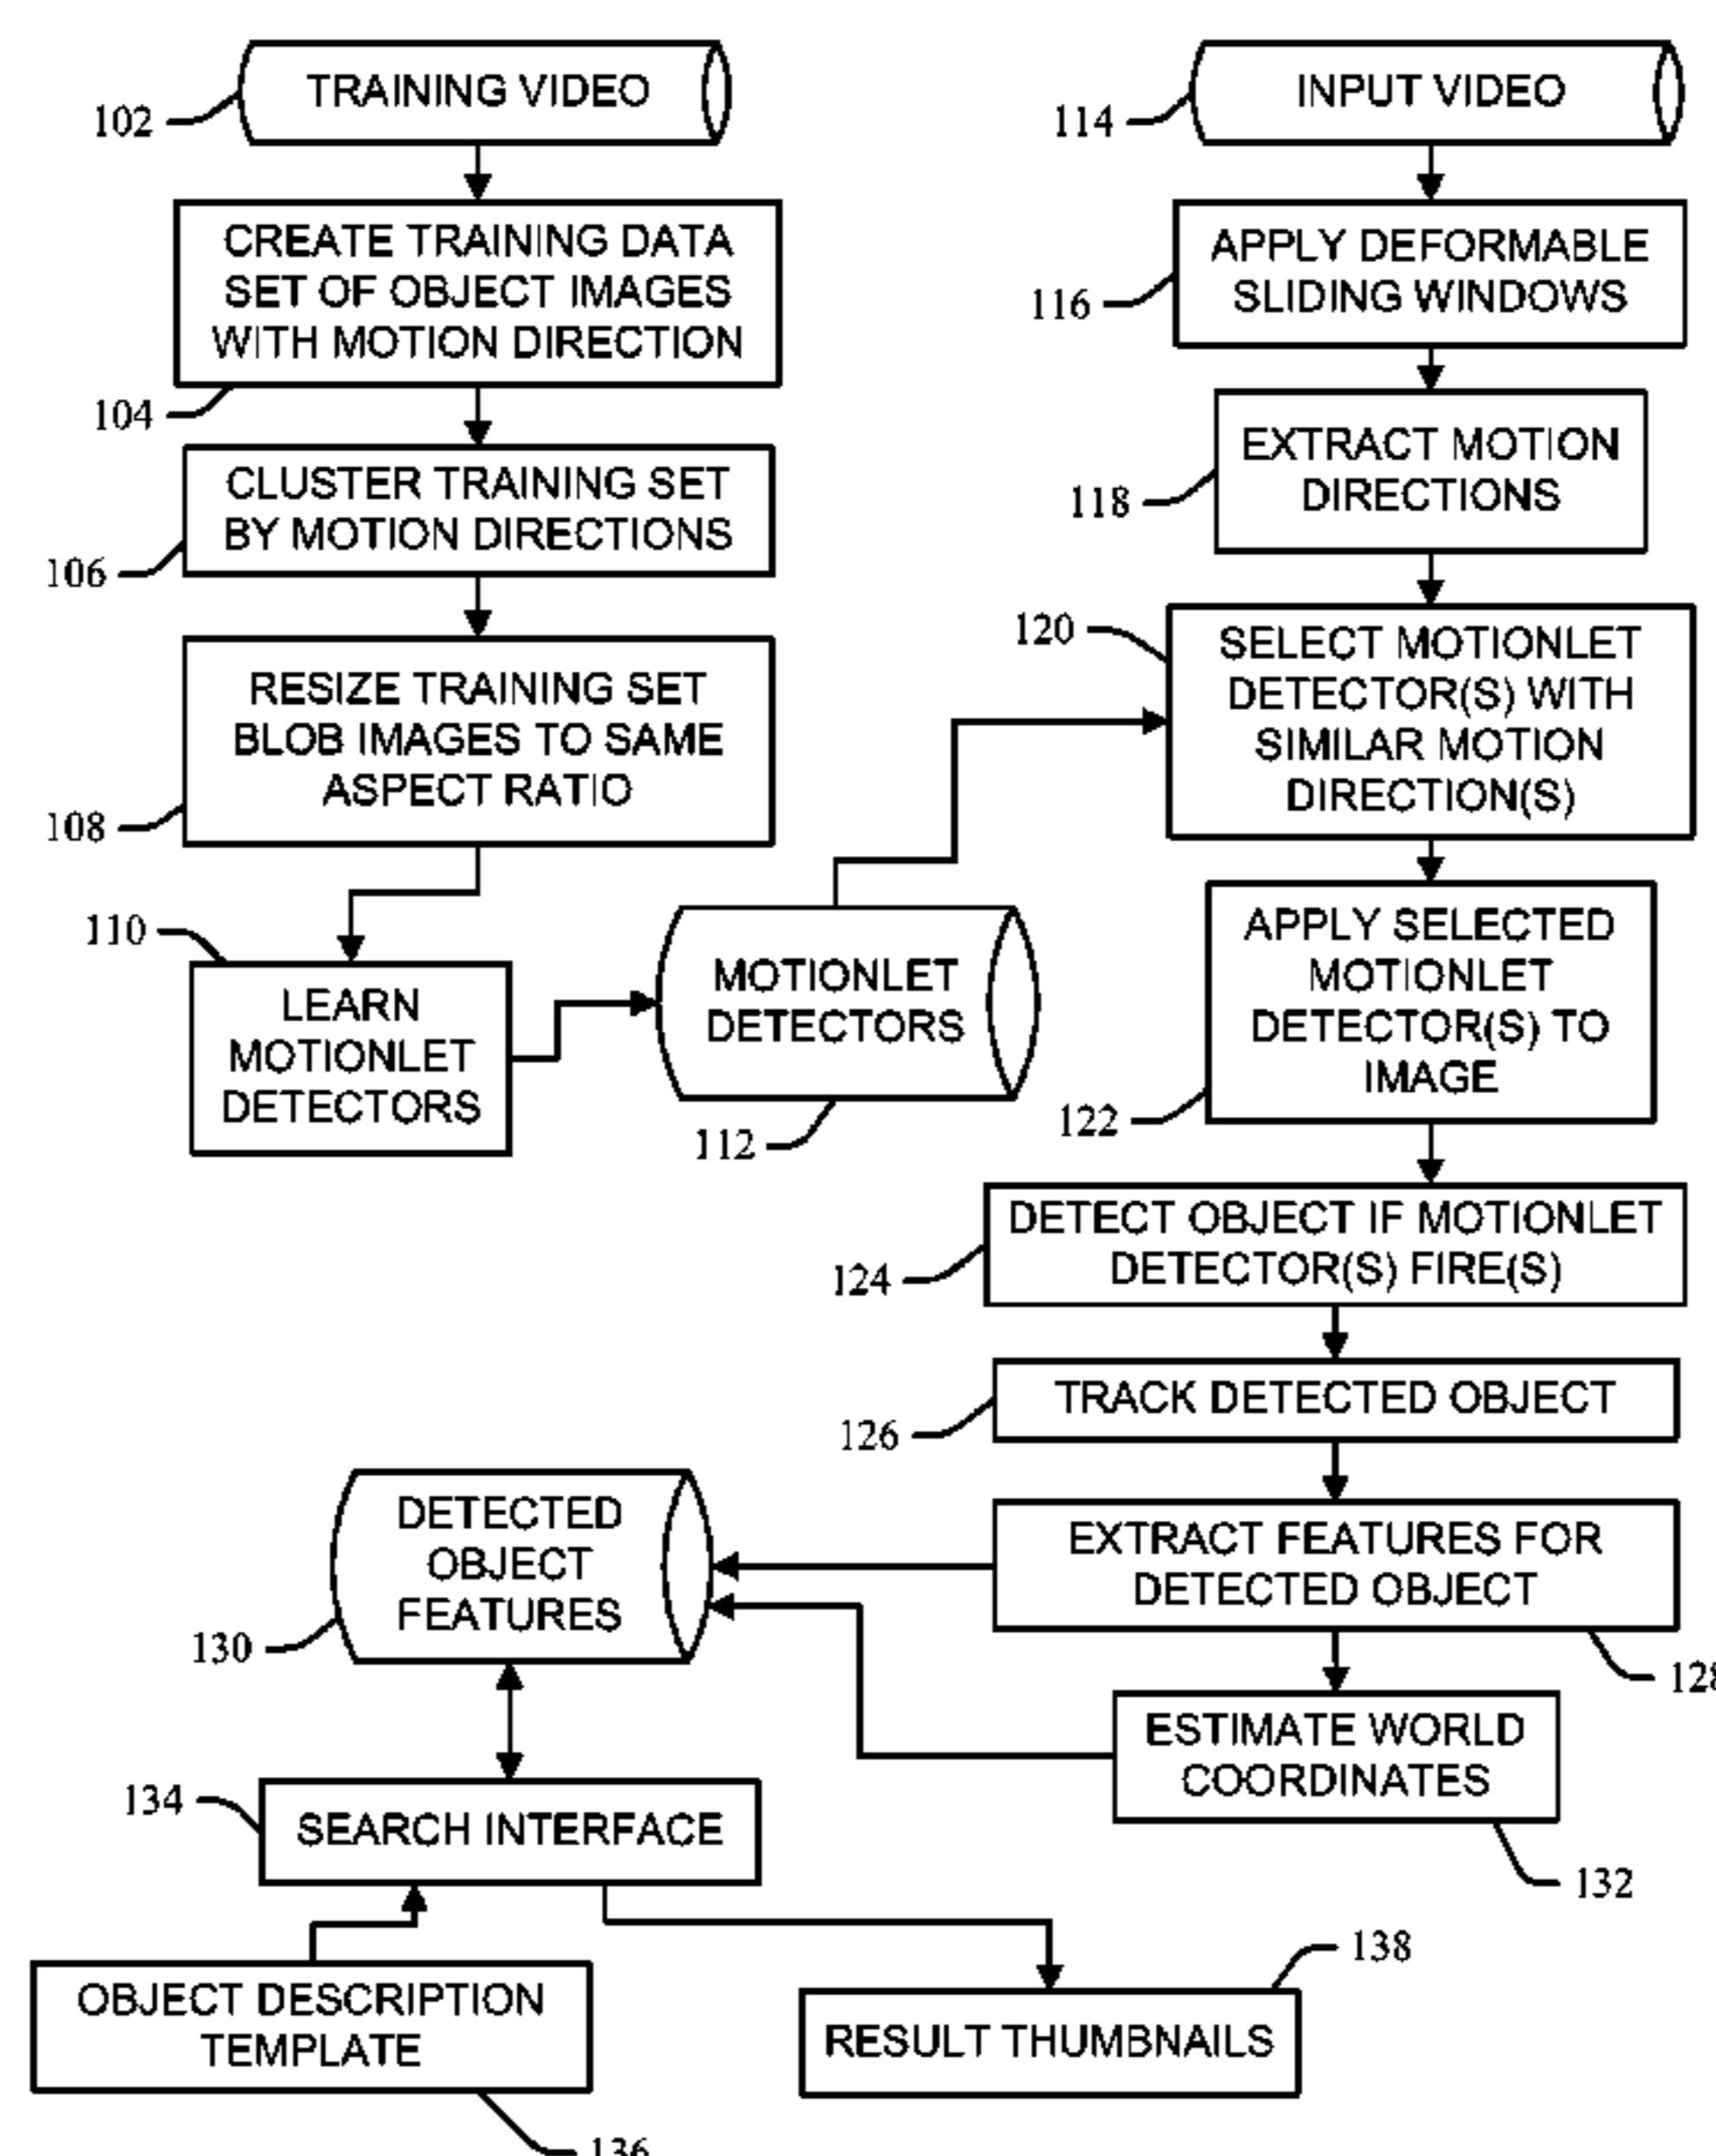 TRAINING VIDEO
102
CREATE TRAINING DATA
SET OF OBJECT IMAGES
WITH MOTION DIRECTION
104
CLUSTER TRAINING SET
BY MOTION DIRECTIONS
106
RESIZE TRAINING SET
BLOB IMAGES TO SAME
ASPECT RATIO
108
110
LEARN
MOTIONLET
DETECTORS
MOTIONLET
DETECTORS
112
INPUT VIDEO
114
APPLY DEFORMABLE
SLIDING WINDOWS
116
EXTRACT MOTION
DIRECTIONS
118
120
SELECT MOTIONLET
DETECTOR(S) WITH
SIMILAR MOTION
DIRECTION(S)
APPLY SELECTED
MOTIONLET
DETECTOR(S) TO
IMAGE
122
DETECT OBJECT IF MOTIONLET
DETECTOR(S) FIRE(S)
124
TRACK DETECTED OBJECT
126
EXTRACT FEATURES FOR
DETECTED OBJECT
128
DETECTED
OBJECT
FEATURES
130
ESTIMATE WORLD
COORDINATES
132
134
SEARCH INTERFACE
OBJECT DESCRIPTION
TEMPLATE
136
138
RESULT THUMBNAILS